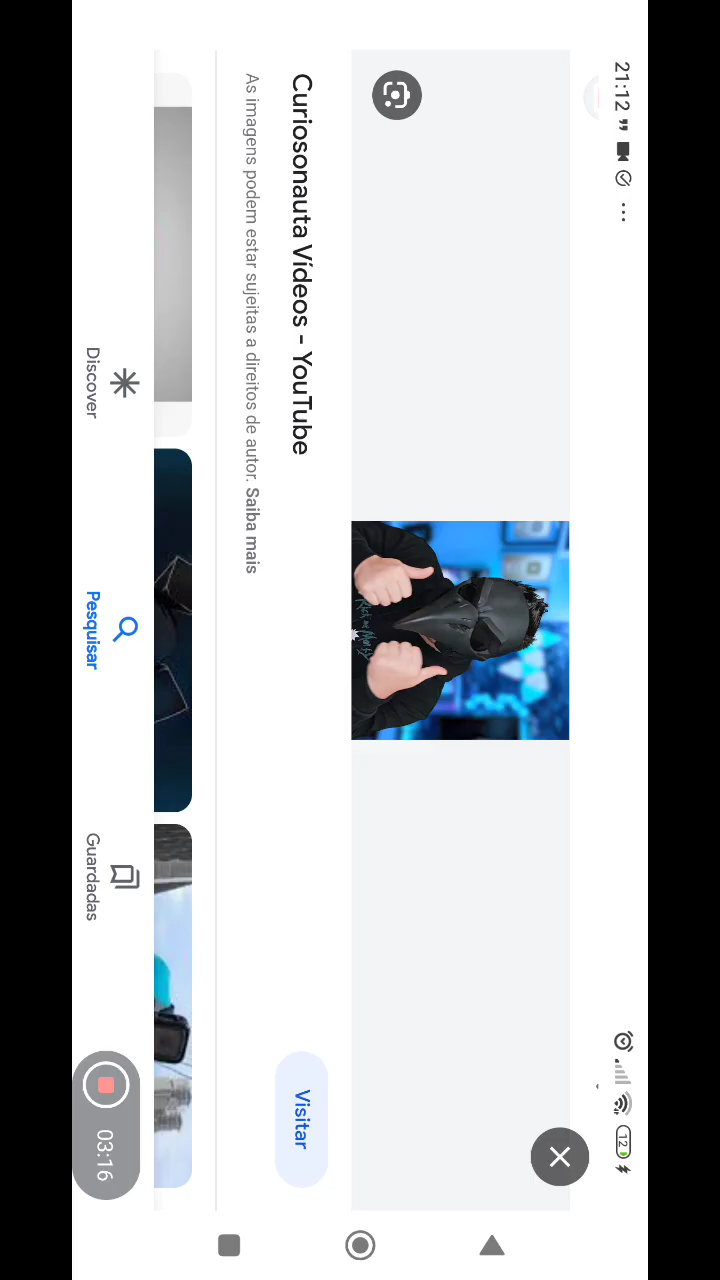 21:12
12
Curiosonauta Vídeos - YouTube
Visitar
As imagens podem estar sujeitas a direitos de autor. Saiba mais
Discover
Pesquisar
Guardadas
03:16